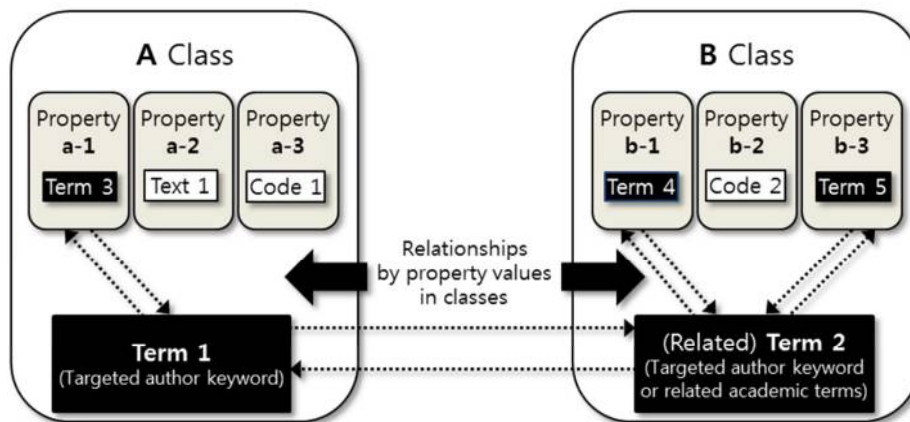 A Class
Property
a-1
Term 3
Property
a-2
Text 1
Property
a-3
Code 1
Relationships
by property values
in classes
Term 1
(Targeted author keyword)
B Class
Property
b-1
Term 4
Property
b-2
Code 2
Property
b-3
Term 5
(Related) Term 2
(Targeted author keyword
or related academic terms)